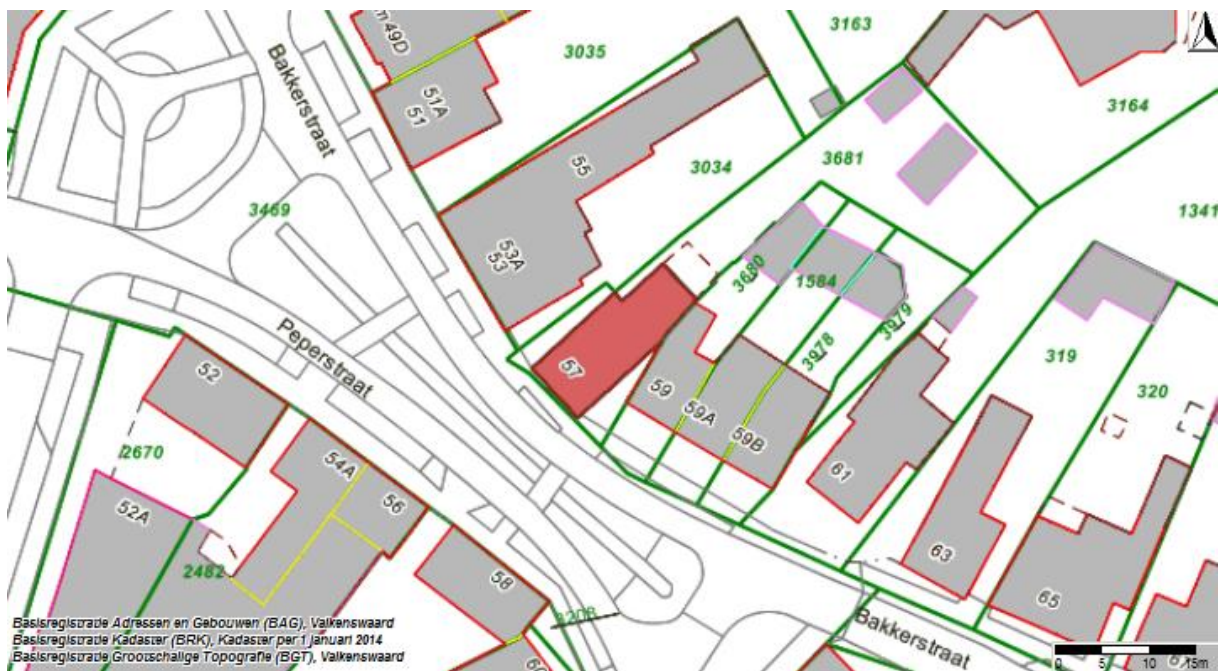 3163
49D
3035
51A
51
Bakkerstraat
3164
55
3034
3681
3469
1341
53A
53
3680
1584
3979
3978
57
Peperstraat
319
320
52
59
59A
59B
2670
54A
56
61
52A
63
2482
58
65
Bakkerstraat
Basisregistratie Adressen en Gebouwen (BAG), Valkenswaard
Basisregistratie Kadaster (BRK), Kadaster per 1 januari 2014
Basisregistratie Grootschalige Topografie (BGT), Valkenswaard
0 5 10 15m